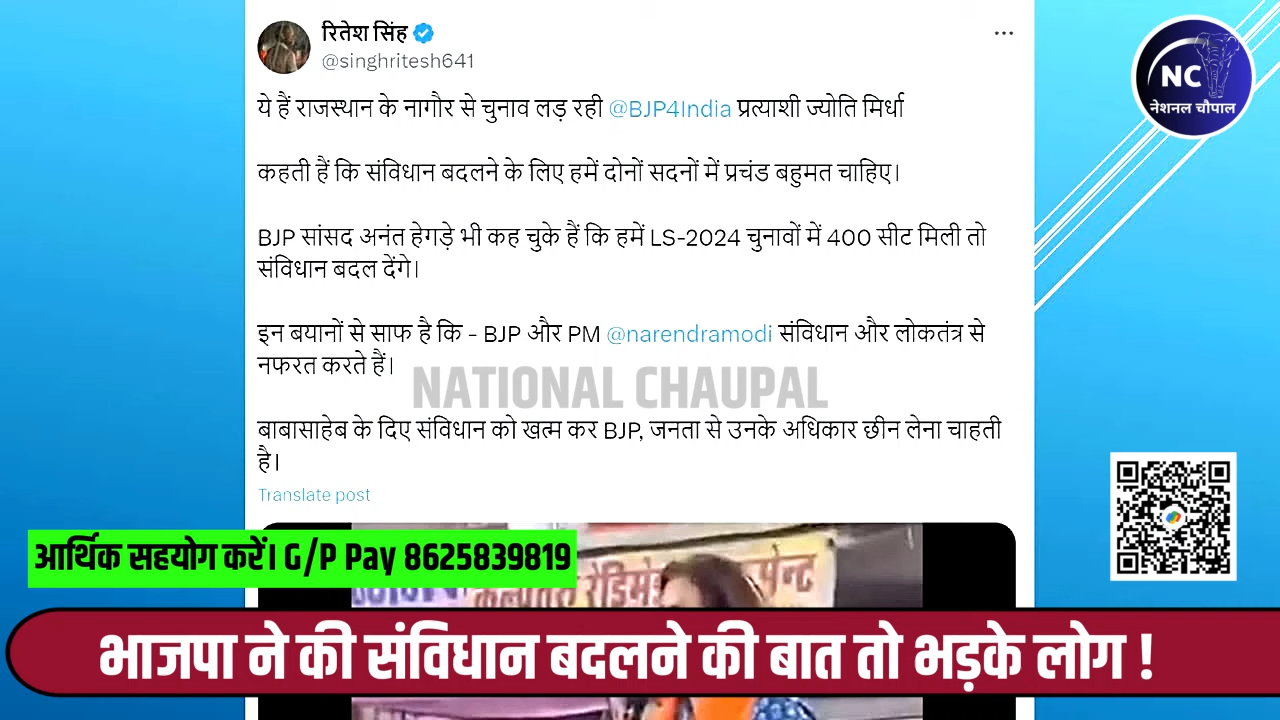 रितेश सिंह
@singhritesh641
NC
नेशनल चौपाल
ये हैं राजस्थान के नागौर से चुनाव लड़ रही @BJP4India प्रत्याशी ज्योति मिर्धा
कहती हैं कि संविधान बदलने के लिए हमें दोनों सदनों में प्रचंड बहुमत चाहिए।
BJP सांसद अनंत हेगड़े भी कह चुके हैं कि हमें LS-2024 चुनावों में 400 सीट मिली तो
संविधान बदल देंगे।
इन बयानों से साफ है कि - BJP और PM @narendramodi संविधान और लोकतंत्र से
नफरत करते हैं।
NATIONAL CHAUPAL
बाबासाहेब के दिए संविधान को खत्म कर BJP, जनता से उनके अधिकार छीन लेना चाहती
है।
Translate post
आर्थिक सहयोग करें। G/P Pay 8625839819
भाजपा ने की संविधान बदलने की बात तो भड़के लोग !